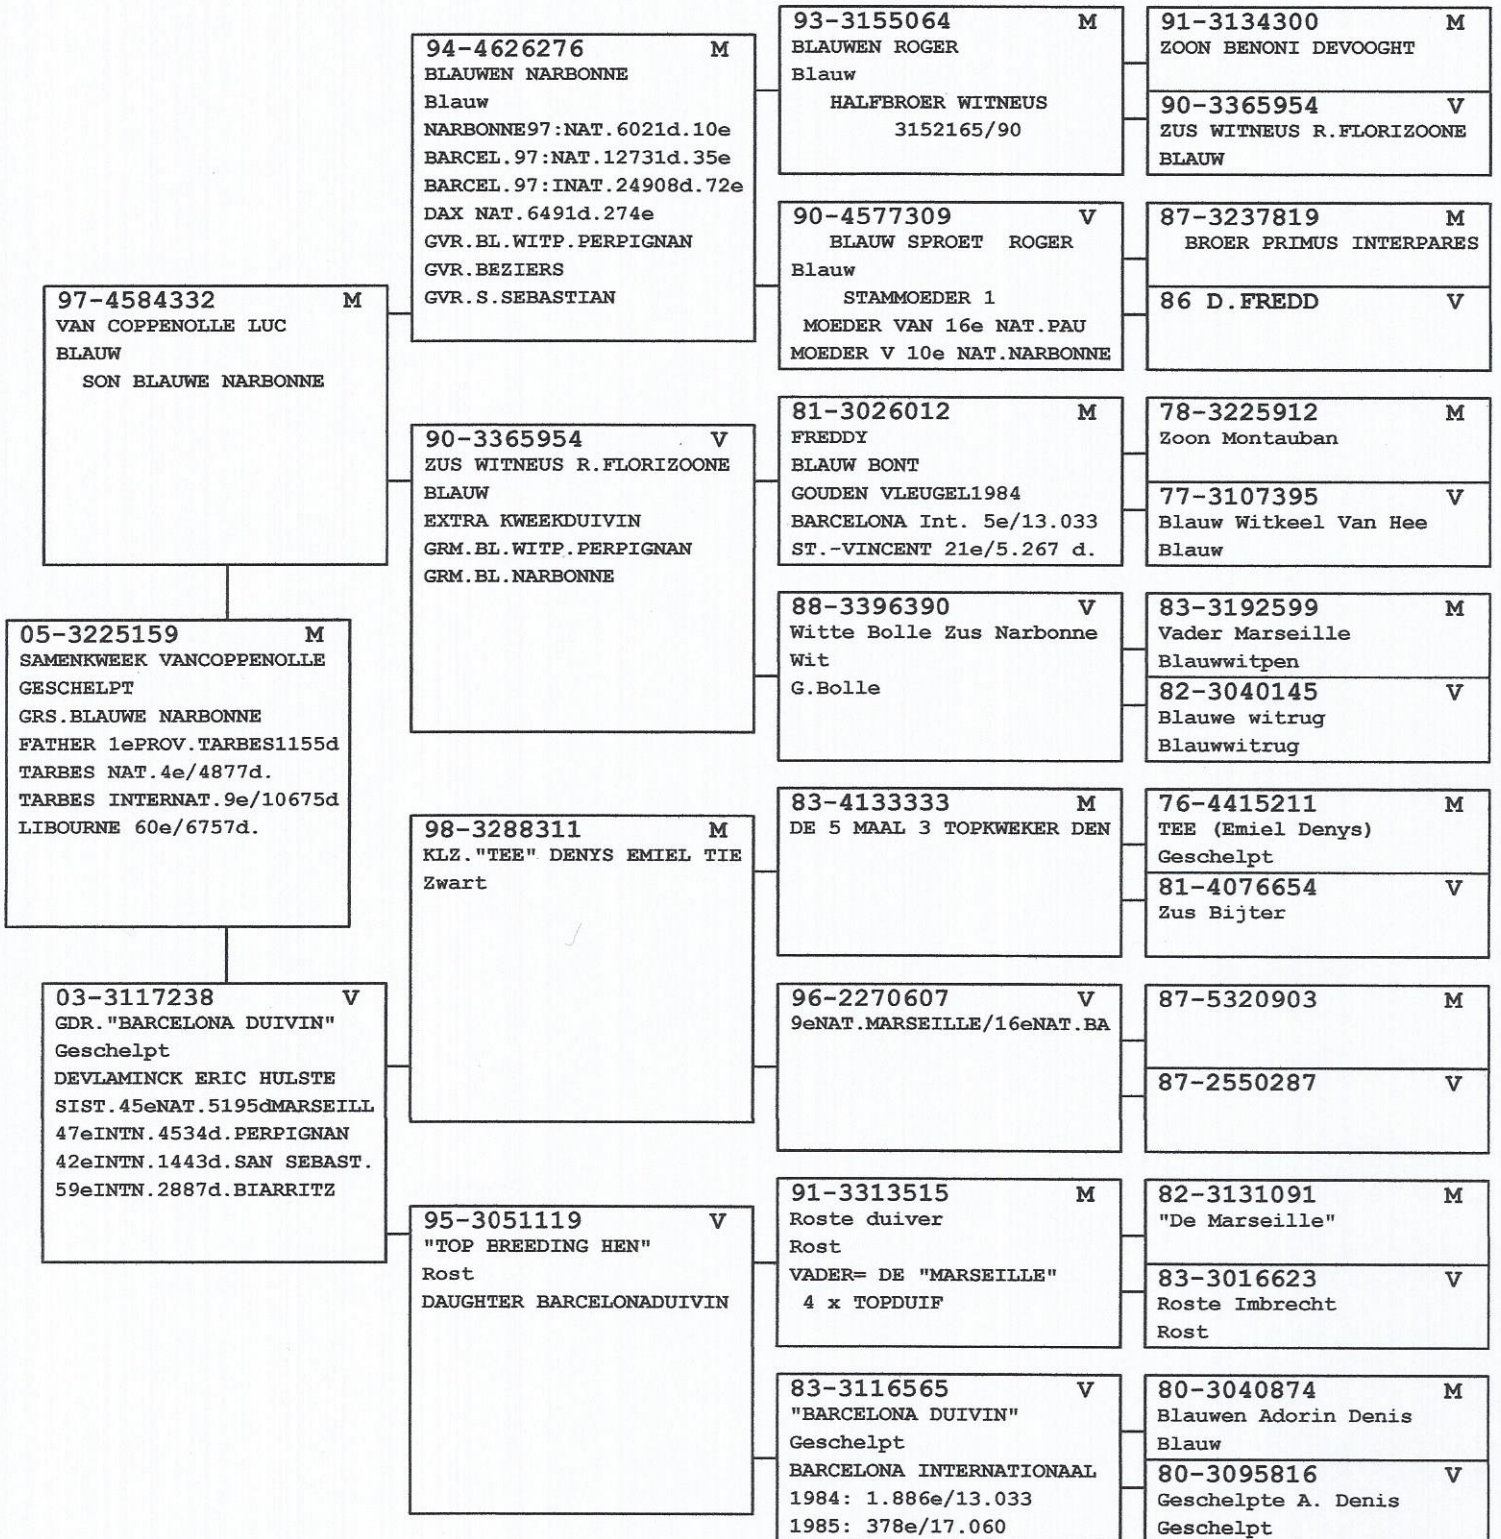 05-3225159 M
SAMENKWEEK VANCOPPENOLLE
GESCHELPT
GRS.BLAUWE NARBONNE
FATHER 1ePROV.TARBES1155d
TARBES NAT.4e/4877d.
TARBES INTERNAT.9e/10675d
LIBOURNE 60e/6757d.
97-4584332 M
VAN COPPENOLLE LUC
BLAUW
SON BLAUWE NARBONNE
03-3117238 V
GDR."BARCELONA DUIVIN"
Geschelpt
DEVLAMINCK ERIC HULSTE
SIST.45eNAT.5195dMARSEILL
47eINTN.4534d.PERPIGNAN
42eINTN.1443d.SAN SEBAST.
59eINTN.2887d.BIARRITZ
94-4626276 M
BLAUWEN NARBONNE
Blauw
NARBONNE97:NAT.6021d.10e
BARCEL.97:NAT.12731d.35e
BARCEL.97:INAT.24908d.72e
DAX NAT.6491d.274e
GVR.BL.WITP.PERPIGNAN
GVR.BEZIERS
GVR.S.SEBASTIAN
90-3365954 V
ZUS WITNEUS R.FLORIZOONE
BLAUW
EXTRA KWEEKDUIVIN
GRM.BL.WITP.PERPIGNAN
GRM.BL.NARBONNE
98-3288311 M
KLZ."TEE" DENYS EMIEL TIE
Zwart
95-3051119 V
"TOP BREEDING HEN"
Rost
DAUGHTER BARCELONADUIVIN
93-3155064 M
BLAUWEN ROGER
Blauw
HALFBROER WITNEUS
3152165/90
90-4577309 V
BLAUW SPROET ROGER
Blauw
STAMMOEDER 1
MOEDER VAN 16e NAT.PAU
MOEDER V 10e NAT.NARBONNE
81-3026012 M
FREDDY
BLAUW BONT
GOUDEN VLEUGEL1984
BARCELONA Int. 5e/13.033
ST.-VINCENT 21e/5.267 d.
88-3396390 V
Witte Bolle Zus Narbonne
Wit
G.Bolle
83-4133333 M
DE 5 MAAL 3 TOPKWEKER DEN
96-2270607 V
9eNAT.MARSEILLE/16eNAT.BA
91-3313515 M
Roste duiver
Rost
VADER= DE "MARSEILLE"
4 x TOPDUIF
83-3116565 V
"BARCELONA DUIVIN"
Geschelpt
BARCELONA INTERNATIONAAL
1984: 1.886e/13.033
1985: 378e/17.060
91-3134300 M
ZOON BENONI DEVOOGHT
90-3365954 V
ZUS WITNEUS R.FLORIZOONE
BLAUW
87-3237819 M
BROER PRIMUS INTERPARES
86 D.FREDD V
78-3225912 M
Zoon Montauban
77-3107395 V
Blauw Witkeel Van Hee
Blauw
83-3192599 M
Vader Marseille
Blauwwitpen
82-3040145 V
Blauwe witrug
Blauwwitrug
76-4415211 M
TEE (Emiel Denys)
Geschelpt
81-4076654 V
Zus Bijter
87-5320903 M
87-2550287 V
82-3131091 M
"De Marseille"
83-3016623 V
Roste Imbrecht
Rost
80-3040874 M
Blauwen Adorin Denis
Blauw
80-3095816 V
Geschelpte A. Denis
Geschelpt